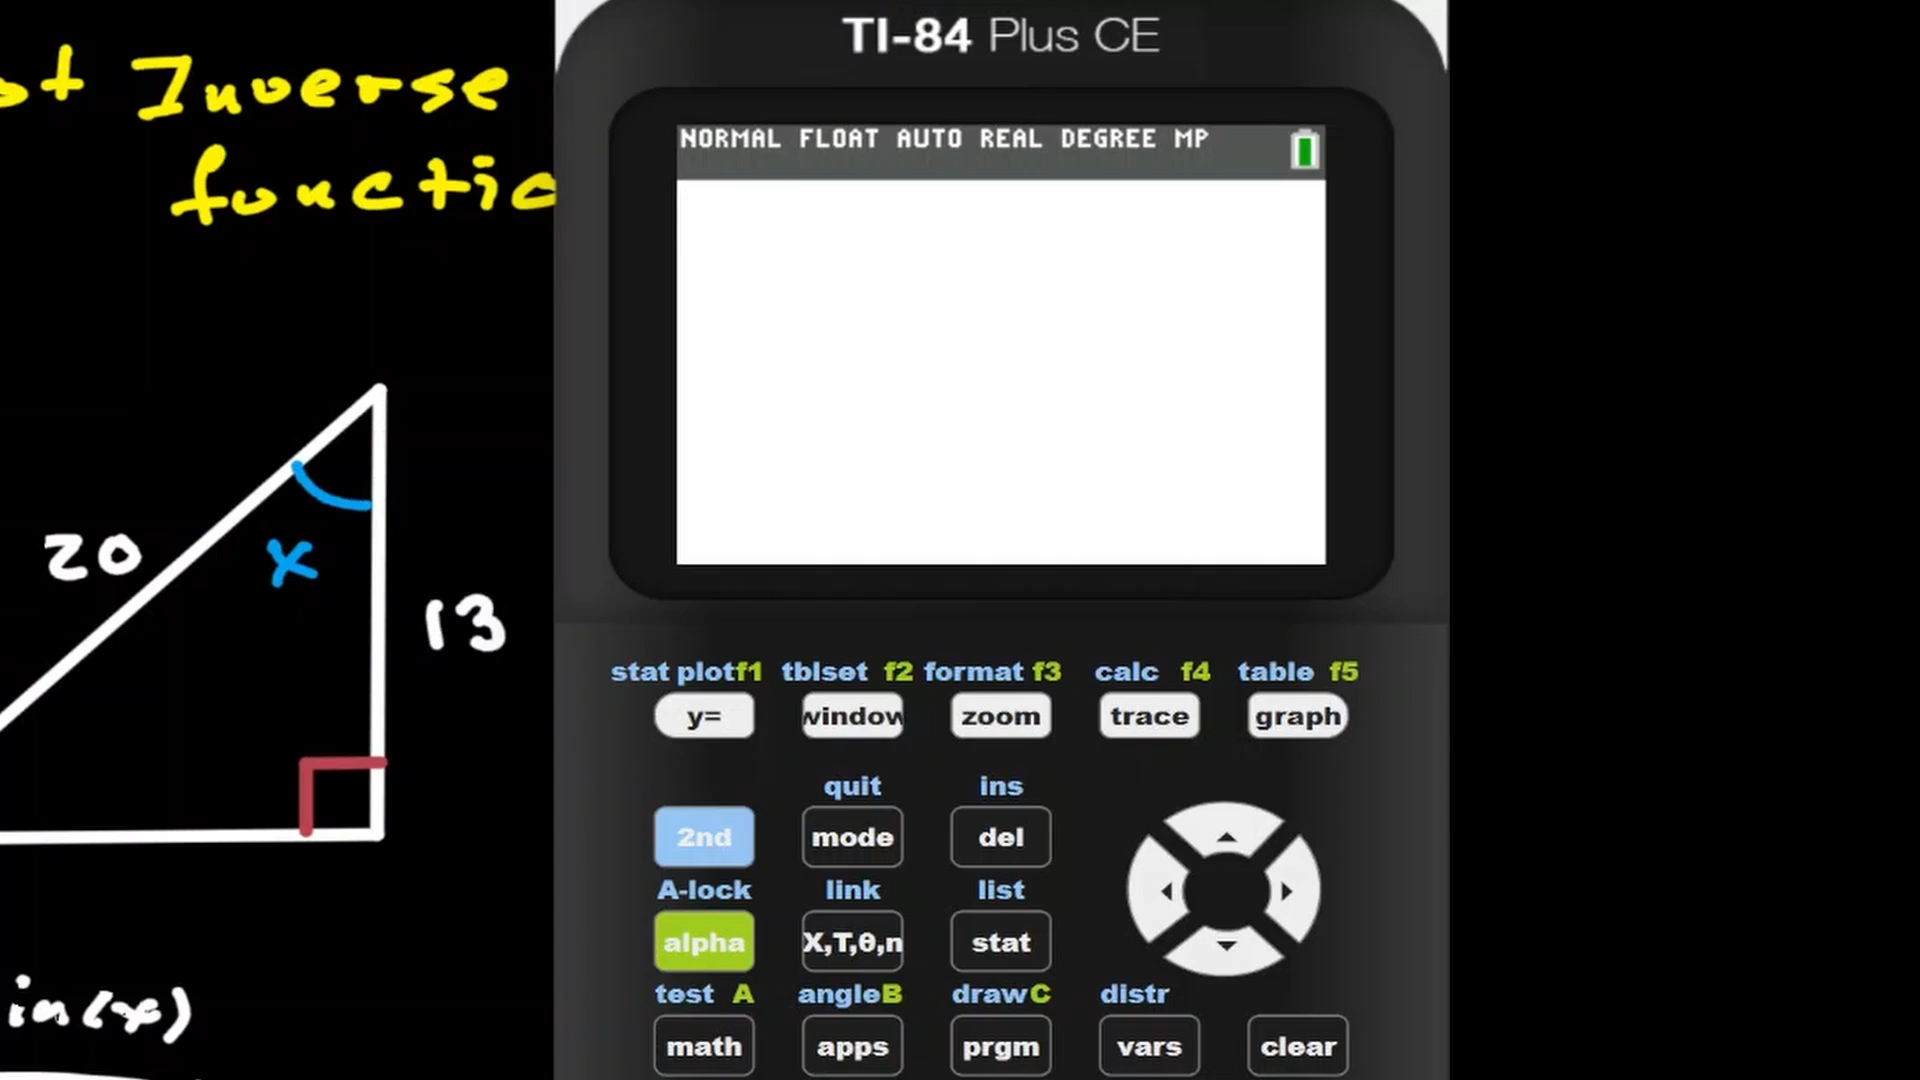 Inverse
functio
20
x
13
in(x)
TI-84 Plus CE
NORMAL FLOAT AUTO REAL DEGREE MP
stat plot f1 tblset f2 format f3 calc f4 table f5
y= window zoom trace graph
quit ins
2nd mode del
A-lock link list
alpha X,T,θ,n stat
test A angle B draw C distr
math apps prgm vars clear